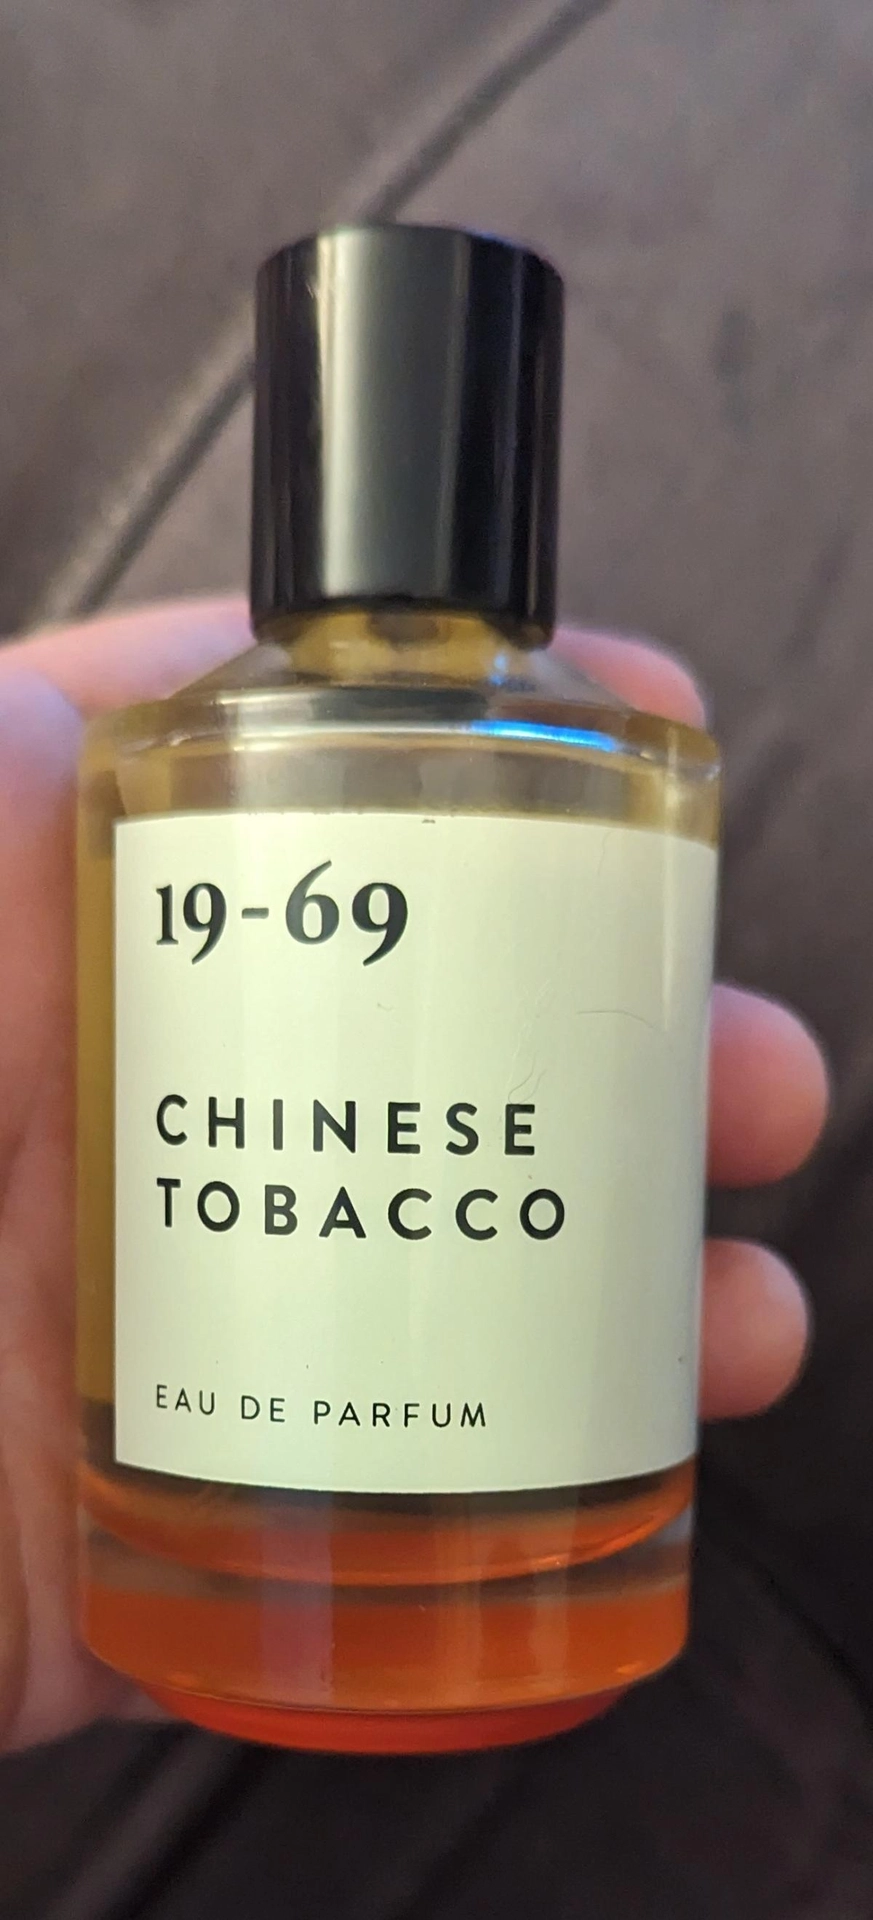 19-69
CHINESE
TOBACCO
EAU DE PARFUM